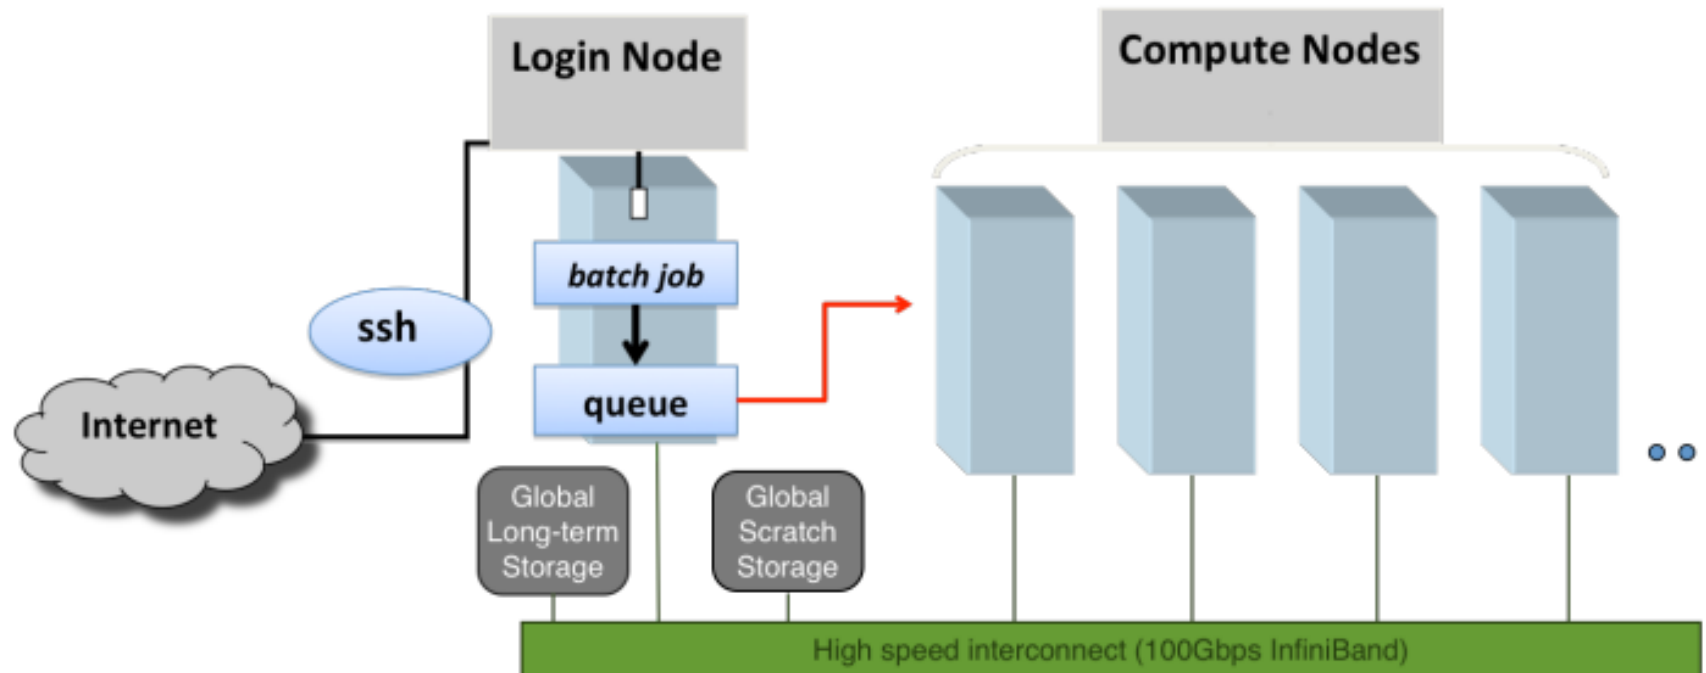 Login Node
Compute Nodes
batch job
ssh
queue
Internet
Global
Long-term
Storage
Global
Scratch
Storage
High speed interconnect (100Gbps InfiniBand)